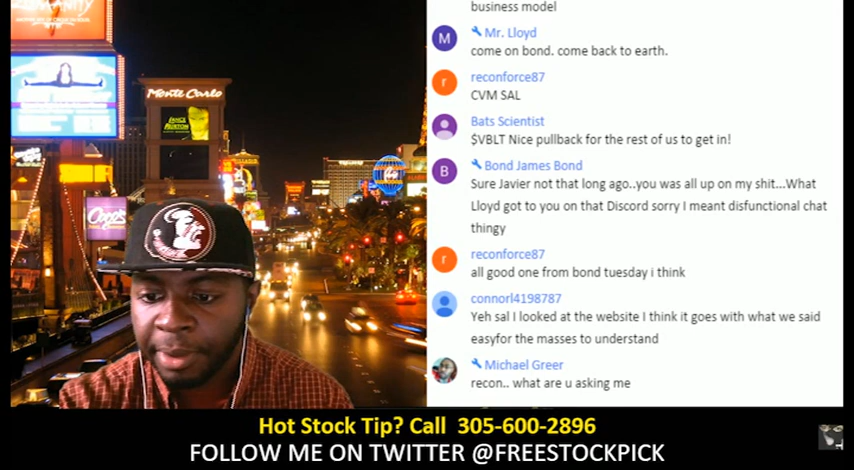 Monte Carlo
LANCE
BURTON
business model
M
Mr. Lloyd
come on bond. come back to earth.
r
reconforce87
CVM SAL
Bats Scientist
$VBLT Nice pullback for the rest of us to get in!
B
Bond James Bond
Sure Javier not that long ago..you was all up on my shit...What
Lloyd got to you on that Discord sorry I meant disfunctional chat
thingy
r
reconforce87
all good one from bond tuesday i think
connorl4198787
Yeh sal I looked at the website I think it goes with what we said
easyfor the masses to understand
Michael Greer
recon.. what are u asking me
Hot Stock Tip? Call 305-600-2896
FOLLOW ME ON TWITTER @FREESTOCKPICK